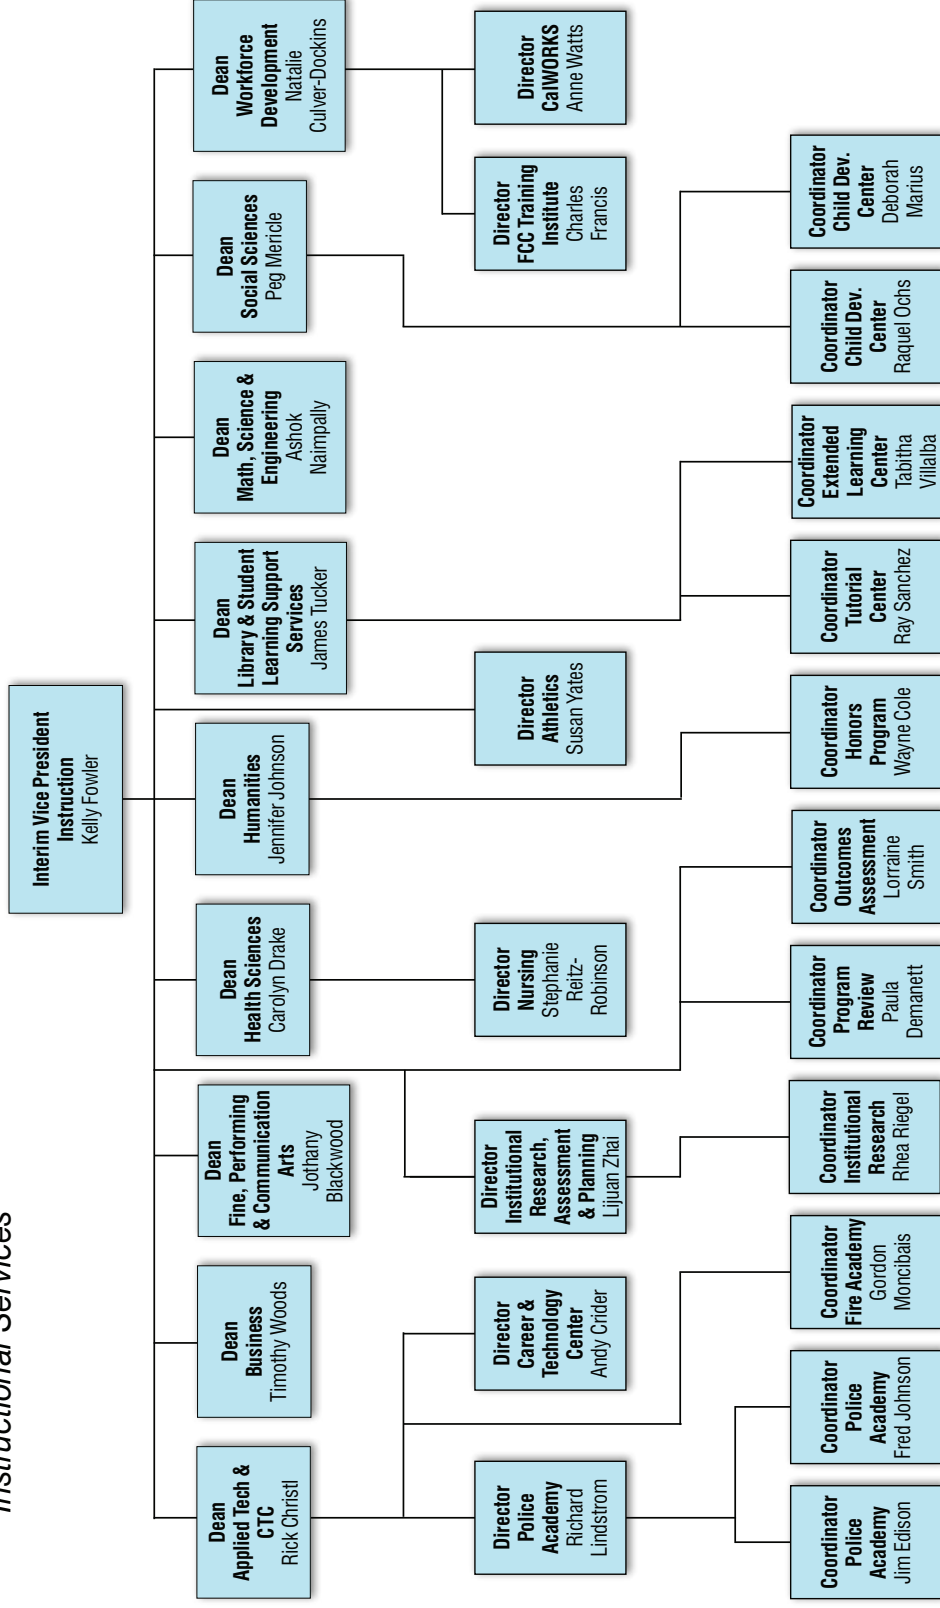 Instructional Services
Interim Vice President
Instruction
Kelly Fowler
Dean
Applied Tech &
CTC
Rick Christl
Dean
Business
Timothy Woods
Dean
Fine, Performing
& Communication
Arts
Jothany
Blackwood
Dean
Health Sciences
Carolyn Drake
Dean
Humanities
Jennifer Johnson
Dean
Library & Student
Learning Support
Services
James Tucker
Dean
Math, Science &
Engineering
Ashok
Naimpally
Dean
Social Sciences
Peg Mericle
Dean
Workforce
Development
Natalie
Culver-Dockins
Director
Police
Academy
Richard
Lindstrom
Director
Career &
Technology
Center
Andy Crider
Director
Institutional
Research,
Assessment
& Planning
Lijuan Zhai
Director
Nursing
Stephanie
Reitz-
Robinson
Director
Athletics
Susan Yates
Director
FCC Training
Institute
Charles
Francis
Director
CalWORKS
Anne Watts
Coordinator
Police
Academy
Jim Edison
Coordinator
Police
Academy
Fred Johnson
Coordinator
Fire Academy
Gordon
Moncibais
Coordinator
Institutional
Research
Rhea Riegel
Coordinator
Program
Review
Paula
Demanett
Coordinator
Outcomes
Assessment
Lorraine
Smith
Coordinator
Honors
Program
Wayne Cole
Coordinator
Tutorial
Center
Ray Sanchez
Coordinator
Extended
Learning
Center
Tabitha
Villalba
Coordinator
Child Dev.
Center
Raquel Ochs
Coordinator
Child Dev.
Center
Deborah
Marius